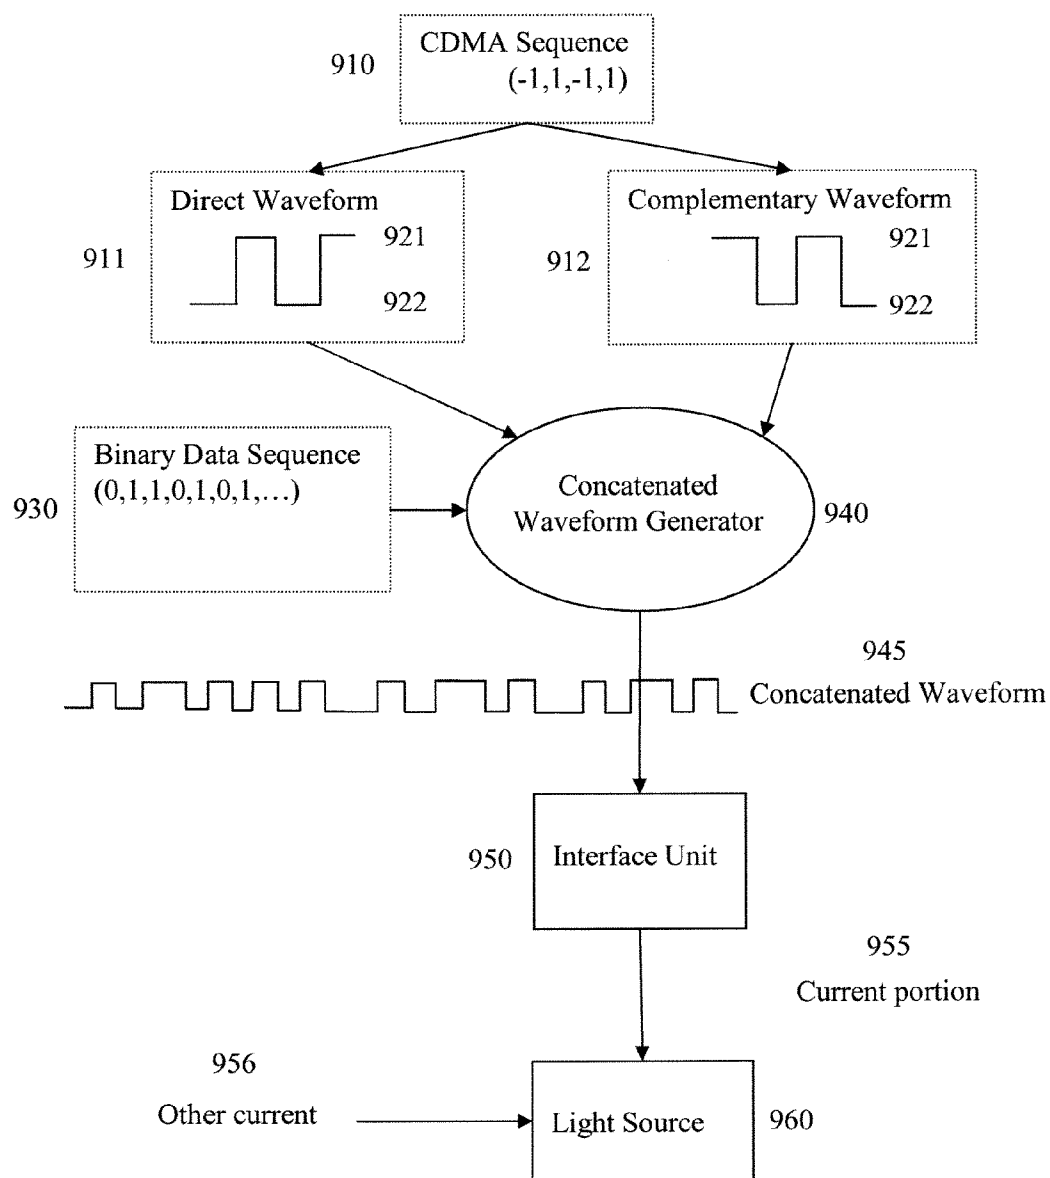 CDMA Sequence
910
(-1,1,-1,1)
Direct Waveform
Complementary Waveform
921
921
911
912
922
922
Binary Data Sequence
(0,1,1,0,1,0,1,…)
930
Concatenated
Waveform Generator
940
945
Concatenated Waveform
950
Interface Unit
955
Current portion
956
Other current
Light Source
960